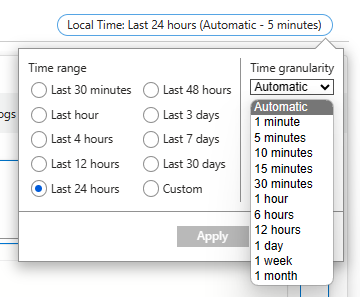 Local Time: Last 24 hours (Automatic - 5 minutes)
Time range
Time granularity
Last 30 minutes
Last 48 hours
Automatic
ogs
Last hour
Last 3 days
Last 4 hours
Last 7 days
Last 12 hours
Last 30 days
Last 24 hours
Custom
Apply
Automatic
1 minute
5 minutes
10 minutes
15 minutes
30 minutes
1 hour
6 hours
12 hours
1 day
1 week
1 month